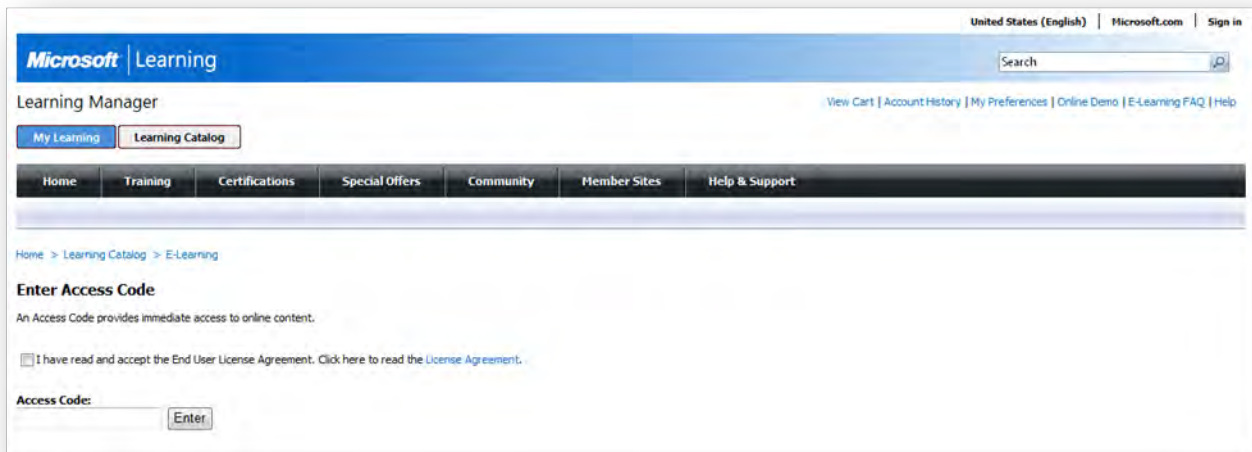 United States (English) | Microsoft.com | Sign in
Microsoft | Learning
Search
Learning Manager
View Cart | Account History | My Preferences | Online Demo | E-Learning FAQ | Help
My Learning Learning Catalog
Home Training Certifications Special Offers Community Member Sites Help & Support
Home > Learning Catalog > E-Learning
Enter Access Code
An Access Code provides immediate access to online content.
I have read and accept the End User License Agreement. Click here to read the License Agreement.
Access Code:
Enter